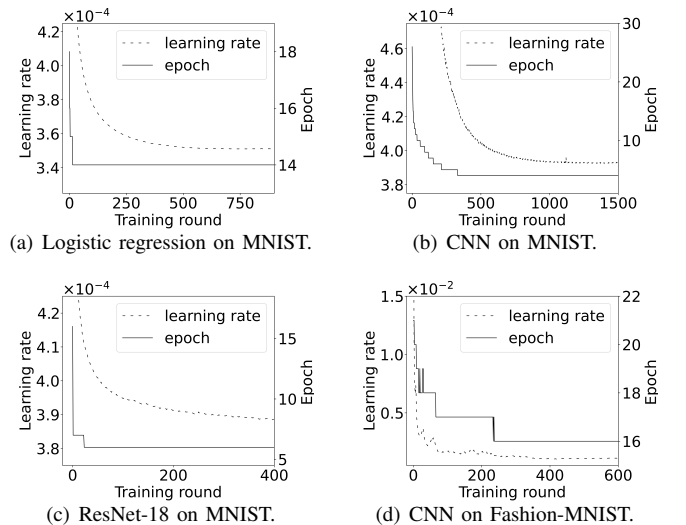 ×10⁻⁴
4.2
4.0
3.8
3.6
3.4
Learning rate
learning rate
epoch
18
16
14
Epoch
0 250 500 750
Training round
(a) Logistic regression on MNIST.
×10⁻⁴
4.6
4.4
4.2
4.0
3.8
Learning rate
learning rate
epoch
30
20
10
Epoch
0 500 1000 1500
Training round
(b) CNN on MNIST.
×10⁻⁴
4.2
4.1
4.0
3.9
3.8
Learning rate
learning rate
epoch
15
10
5
Epoch
0 200 400
Training round
(c) ResNet-18 on MNIST.
×10⁻²
1.5
1.0
0.5
Learning rate
learning rate
epoch
22
20
18
16
Epoch
0 200 400 600
Training round
(d) CNN on Fashion-MNIST.